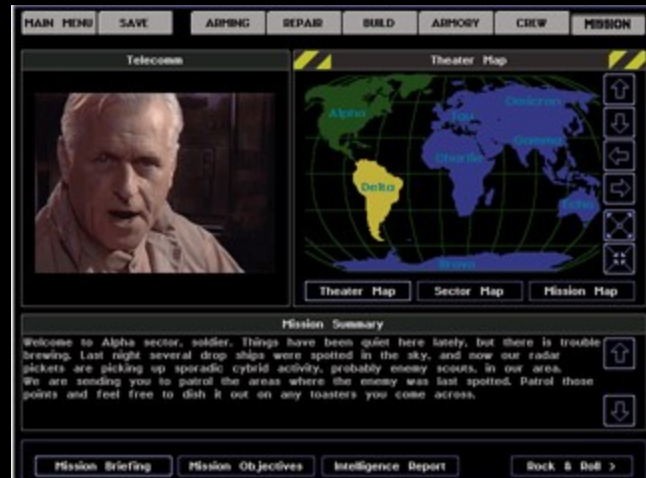 MAIN MENU SAVE ARMING REPAIR BUILD ARMORY CREW MISSION
Telecomm
Theater Map
Alpha
Omicron
Tau
Gamma
Charlie
Delta
Echo
Bravo
Theater Map Sector Map Mission Map
Mission Summary
Welcome to Alpha sector, soldier. Things have been quiet here lately, but there is trouble
brewing. Last night several drop ships were spotted in the sky, and now our radar
pickets are picking up sporadic cybrid activity, probably enemy scouts, in our area.
We are sending you to patrol the areas where the enemy was last spotted. Patrol those
points and feel free to dish it out on any toasters you come across.
Mission Briefing Mission Objectives Intelligence Report Rock & Roll >